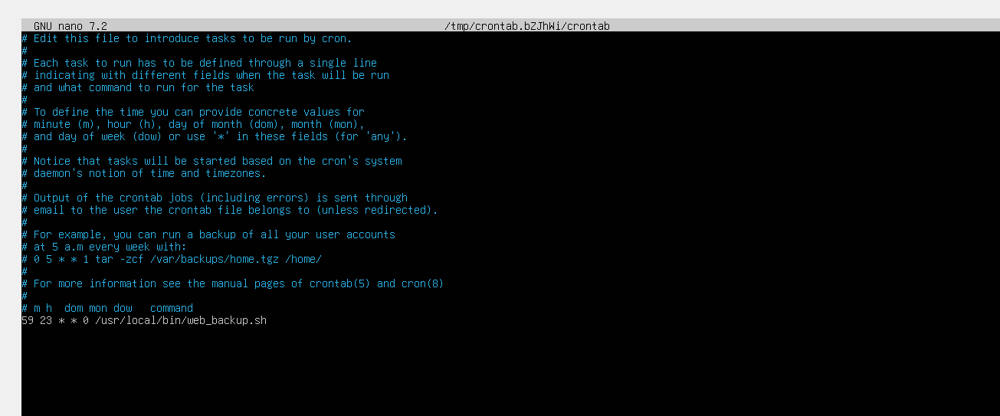 GNU nano 7.2 /tmp/crontab.bZJhWi/crontab
# Edit this file to introduce tasks to be run by cron.
#
# Each task to run has to be defined through a single line
# indicating with different fields when the task will be run
# and what command to run for the task
#
# To define the time you can provide concrete values for
# minute (m), hour (h), day of month (dom), month (mon),
# and day of week (dow) or use '*' in these fields (for 'any').
#
# Notice that tasks will be started based on the cron's system
# daemon's notion of time and timezones.
#
# Output of the crontab jobs (including errors) is sent through
# email to the user the crontab file belongs to (unless redirected).
#
# For example, you can run a backup of all your user accounts
# at 5 a.m every week with:
# 0 5 * * 1 tar -zcf /var/backups/home.tgz /home/
#
# For more information see the manual pages of crontab(5) and cron(8)
#
# m h  dom mon dow   command
59 23 * * 0 /usr/local/bin/web_backup.sh